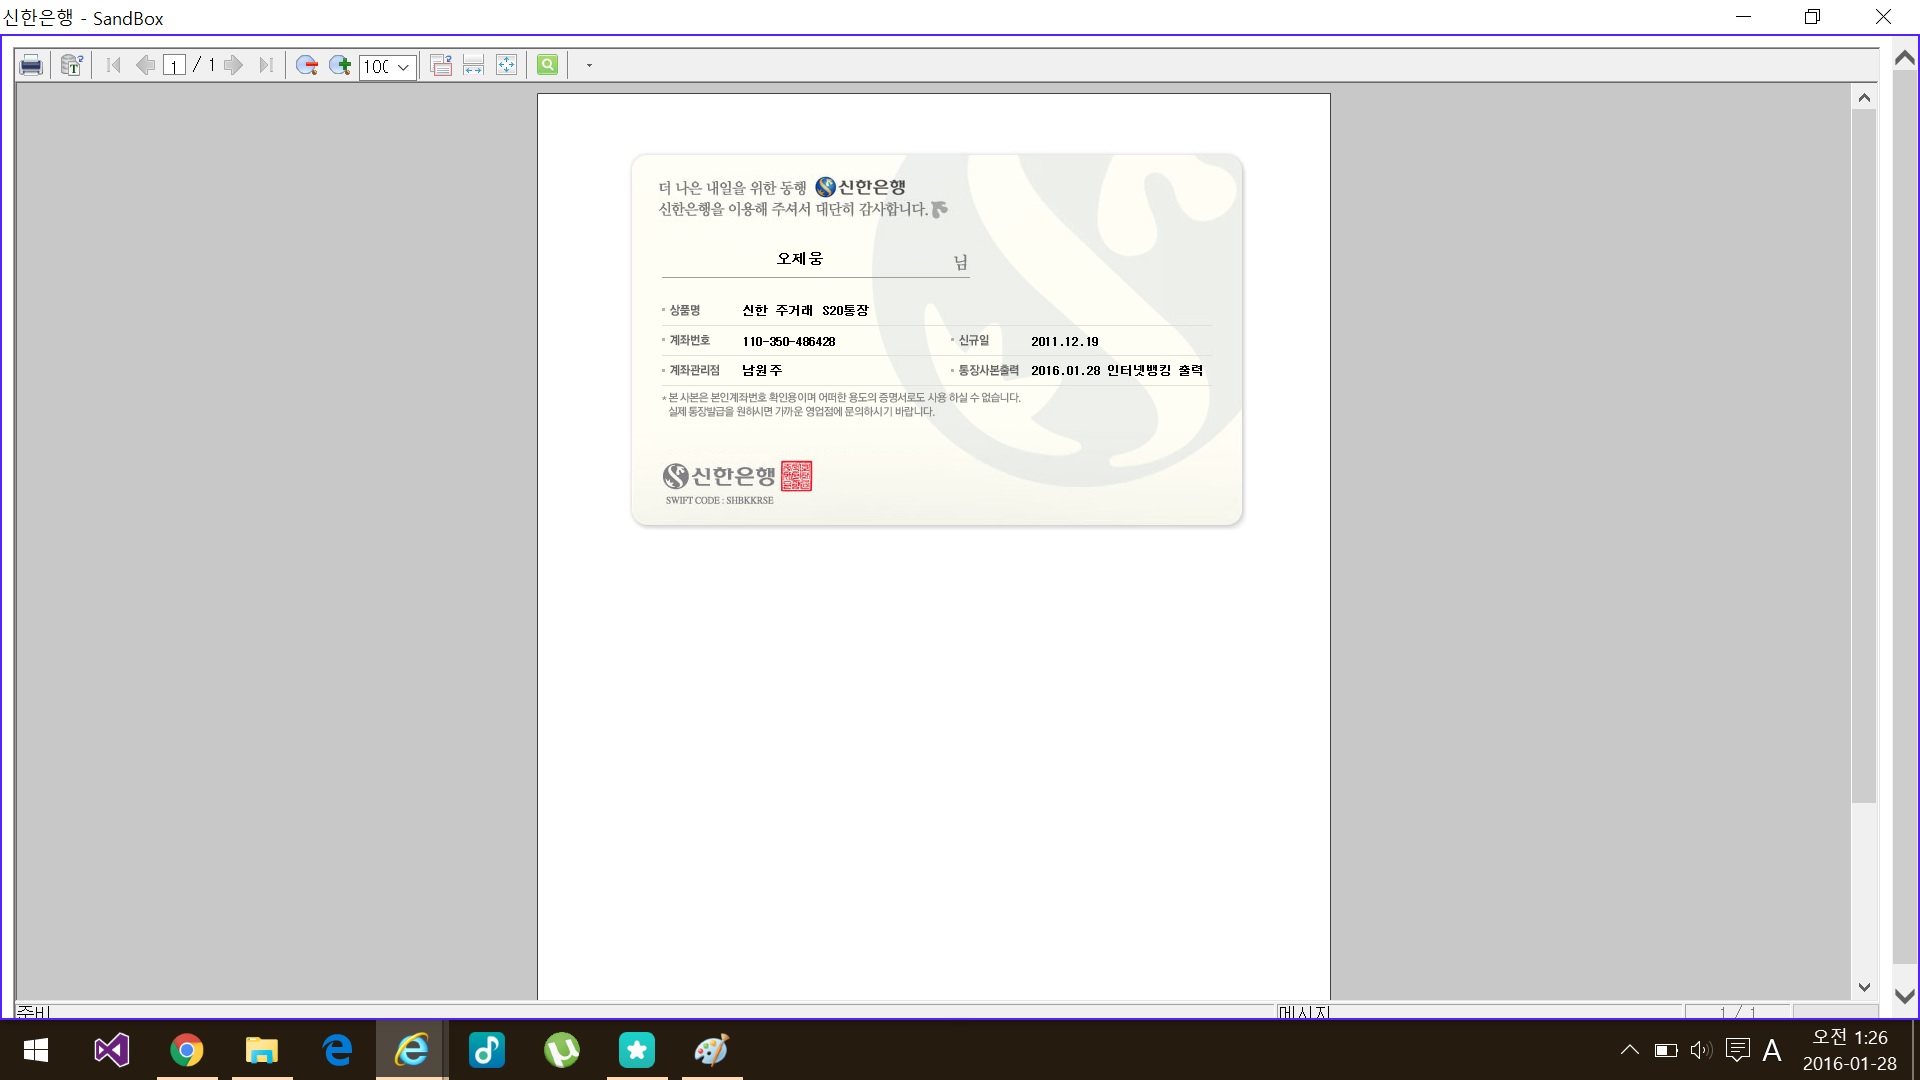 신한은행 - SandBox
1 / 1 100
더 나은 내일을 위한 동행 신한은행
신한은행을 이용해 주셔서 대단히 감사합니다.
오제웅 님
상품명 신한 주거래 S20통장
계좌번호 110-350-486428 신규일 2011.12.19
계좌관리점 남원주 통장사본출력 2016.01.28 인터넷뱅킹 출력
* 본 사본은 본인계좌번호 확인용이며 어떠한 용도의 증명서로도 사용 하실 수 없습니다.
실제 통장발급을 원하시면 가까운 영업점에 문의하시기 바랍니다.
신한은행
SWIFT CODE : SHBKKRSE
준비 메시지 1 / 1
A 오전 1:26
2016-01-28